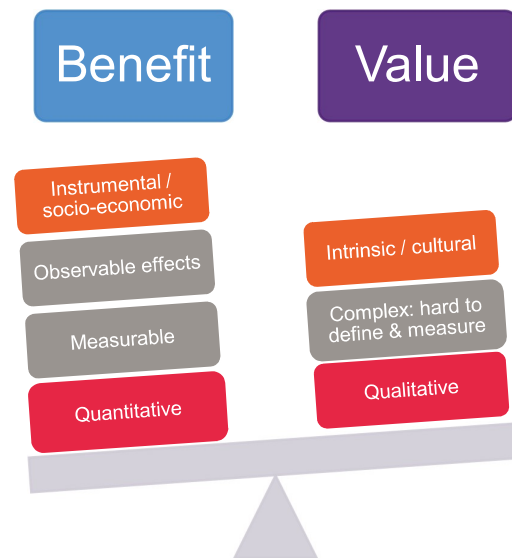 Benefit
Value
Instrumental /
socio-economic
Observable effects
Measurable
Quantitative
Intrinsic / cultural
Complex: hard to
define & measure
Qualitative